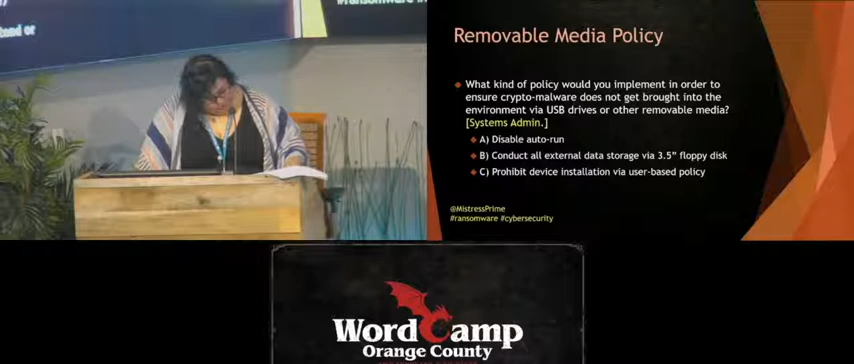 tend or
#ransomware
Removable Media Policy
What kind of policy would you implement in order to
ensure crypto-malware does not get brought into the
environment via USB drives or other removable media?
[Systems Admin.]
A) Disable auto-run
B) Conduct all external data storage via 3.5” floppy disk
C) Prohibit device installation via user-based policy
@MistressPrime
#ransomware #cybersecurity
WordCamp
Orange County